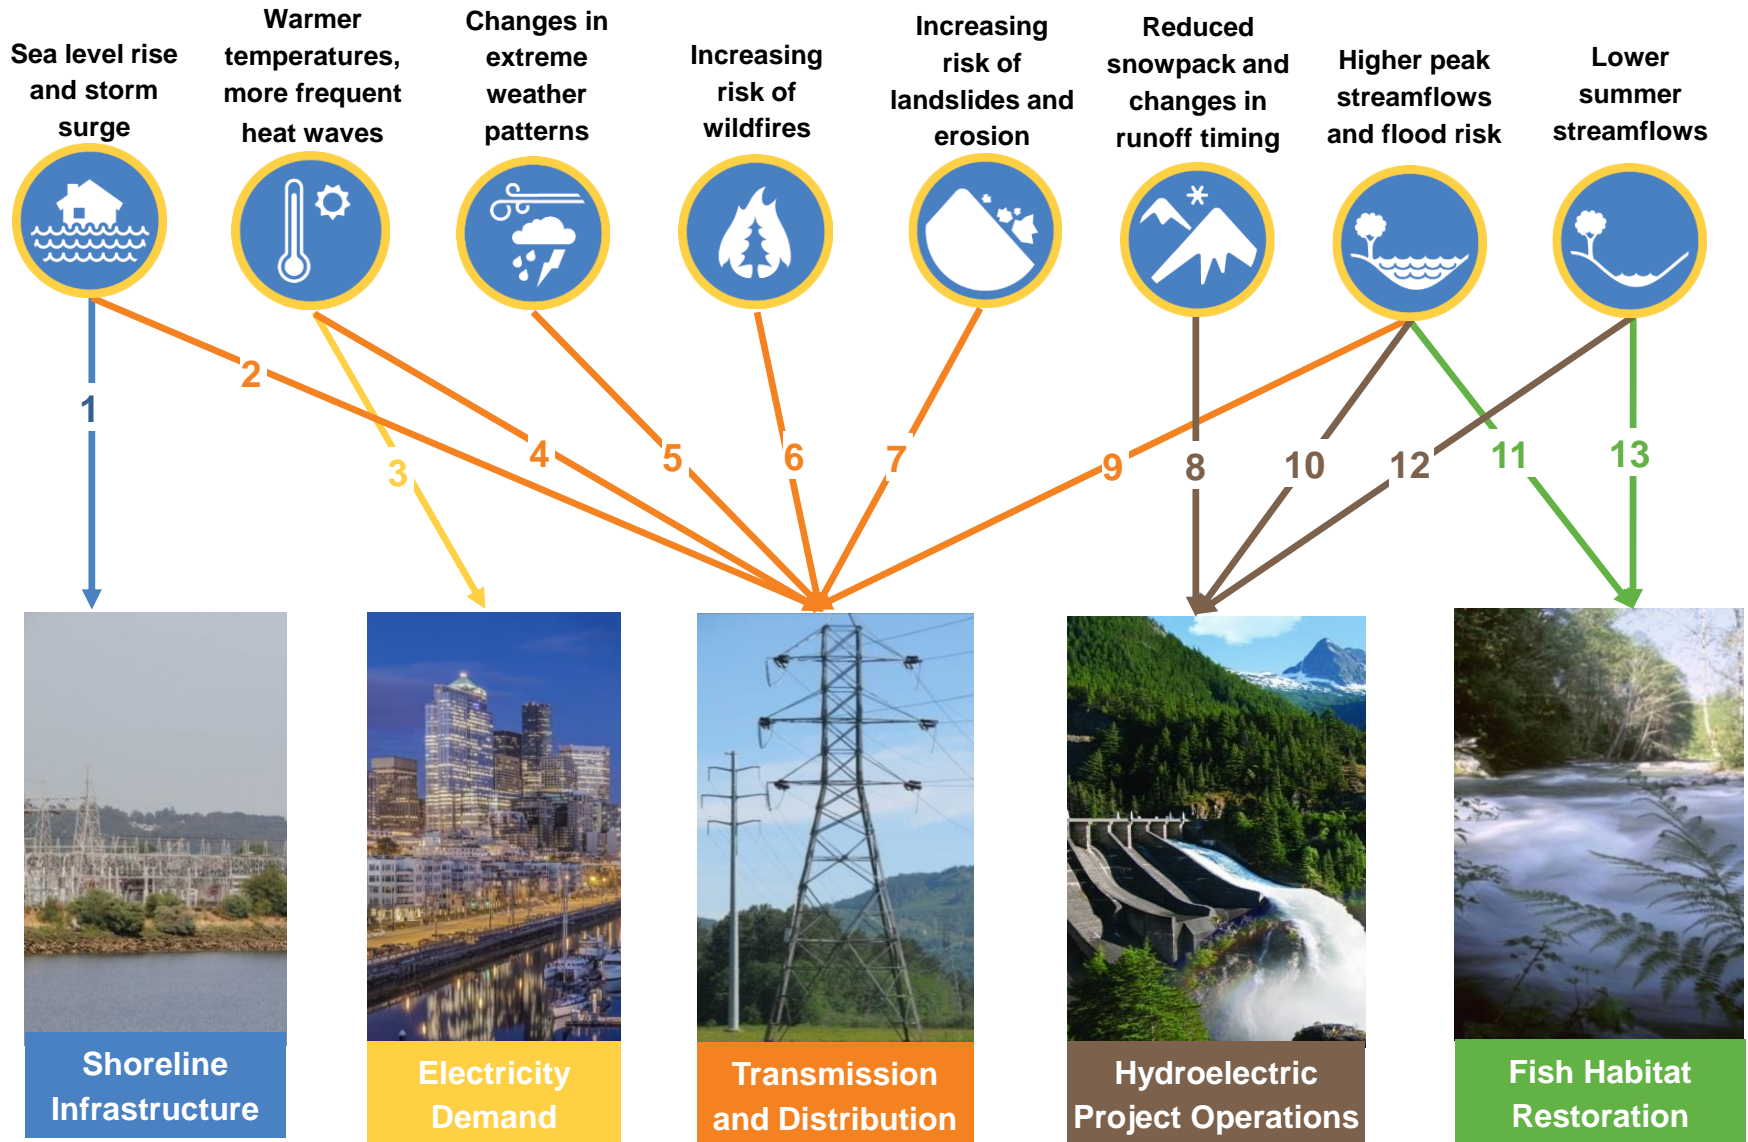 Sea level rise
and storm
surge
Warmer
temperatures,
more frequent
heat waves
Changes in
extreme
weather
patterns
Increasing
risk of
wildfires
Increasing
risk of
landslides and
erosion
Reduced
snowpack and
changes in
runoff timing
Higher peak
streamflows
and flood risk
Lower
summer
streamflows
1
2
3
4
5
6
7
8
9
10
12
11
13
Shoreline
Infrastructure
Electricity
Demand
Transmission
and Distribution
Hydroelectric
Project Operations
Fish Habitat
Restoration